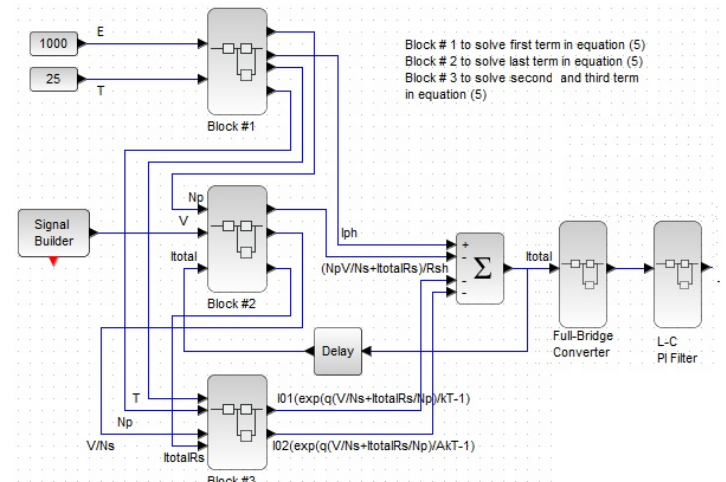 E
1000
25
T
Block #1
Block # 1 to solve first term in equation (5)
Block # 2 to solve last term in equation (5)
Block # 3 to solve second and third term
in equation (5)
Signal
Builder
Np
V
Itotal
Block #2
Iph
(NpV/Ns+ItotalRs)/Rsh
+
-
-
-
Σ
Itotal
Full-Bridge
Converter
L-C
PI Filter
Delay
T
Np
V/Ns
ItotalRs
I01(exp(q(V/Ns+ItotalRs/Np)/kT-1)
I02(exp(q(V/Ns+ItotalRs/Np)/AkT-1)
Block #3